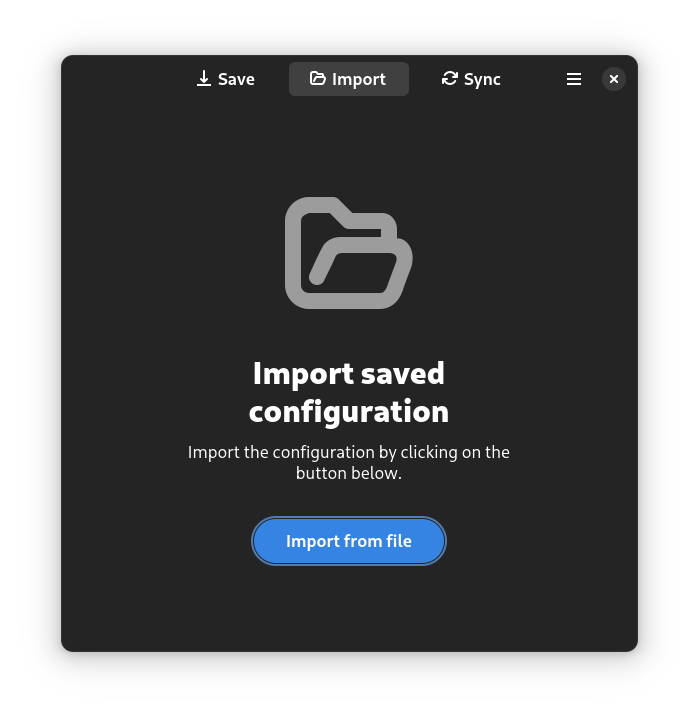 Save Import Sync
Import saved
configuration
Import the configuration by clicking on the
button below.
Import from file